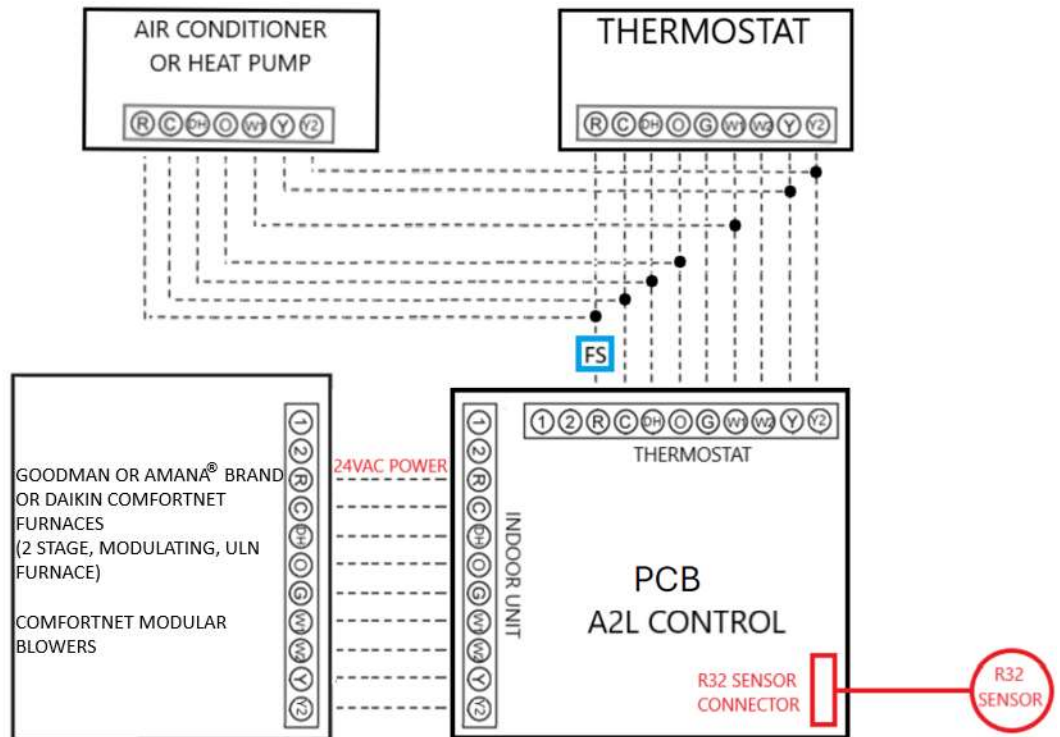 AIR CONDITIONER
OR HEAT PUMP
R C DH O W1 Y Y2
THERMOSTAT
R C DH O G W1 W2 Y Y2
FS
GOODMAN OR AMANA® BRAND
OR DAIKIN COMFORTNET
FURNACES
(2 STAGE, MODULATING, ULN
FURNACE)
COMFORTNET MODULAR
BLOWERS
1
2
R
C
DH
O
G
W1
W2
Y
Y2
24VAC POWER
1
2
R
C
DH
O
G
W1
W2
Y
Y2
INDOOR UNIT
1 2 R C DH O G W1 W2 Y Y2
THERMOSTAT
PCB
A2L CONTROL
R32 SENSOR
CONNECTOR
R32
SENSOR